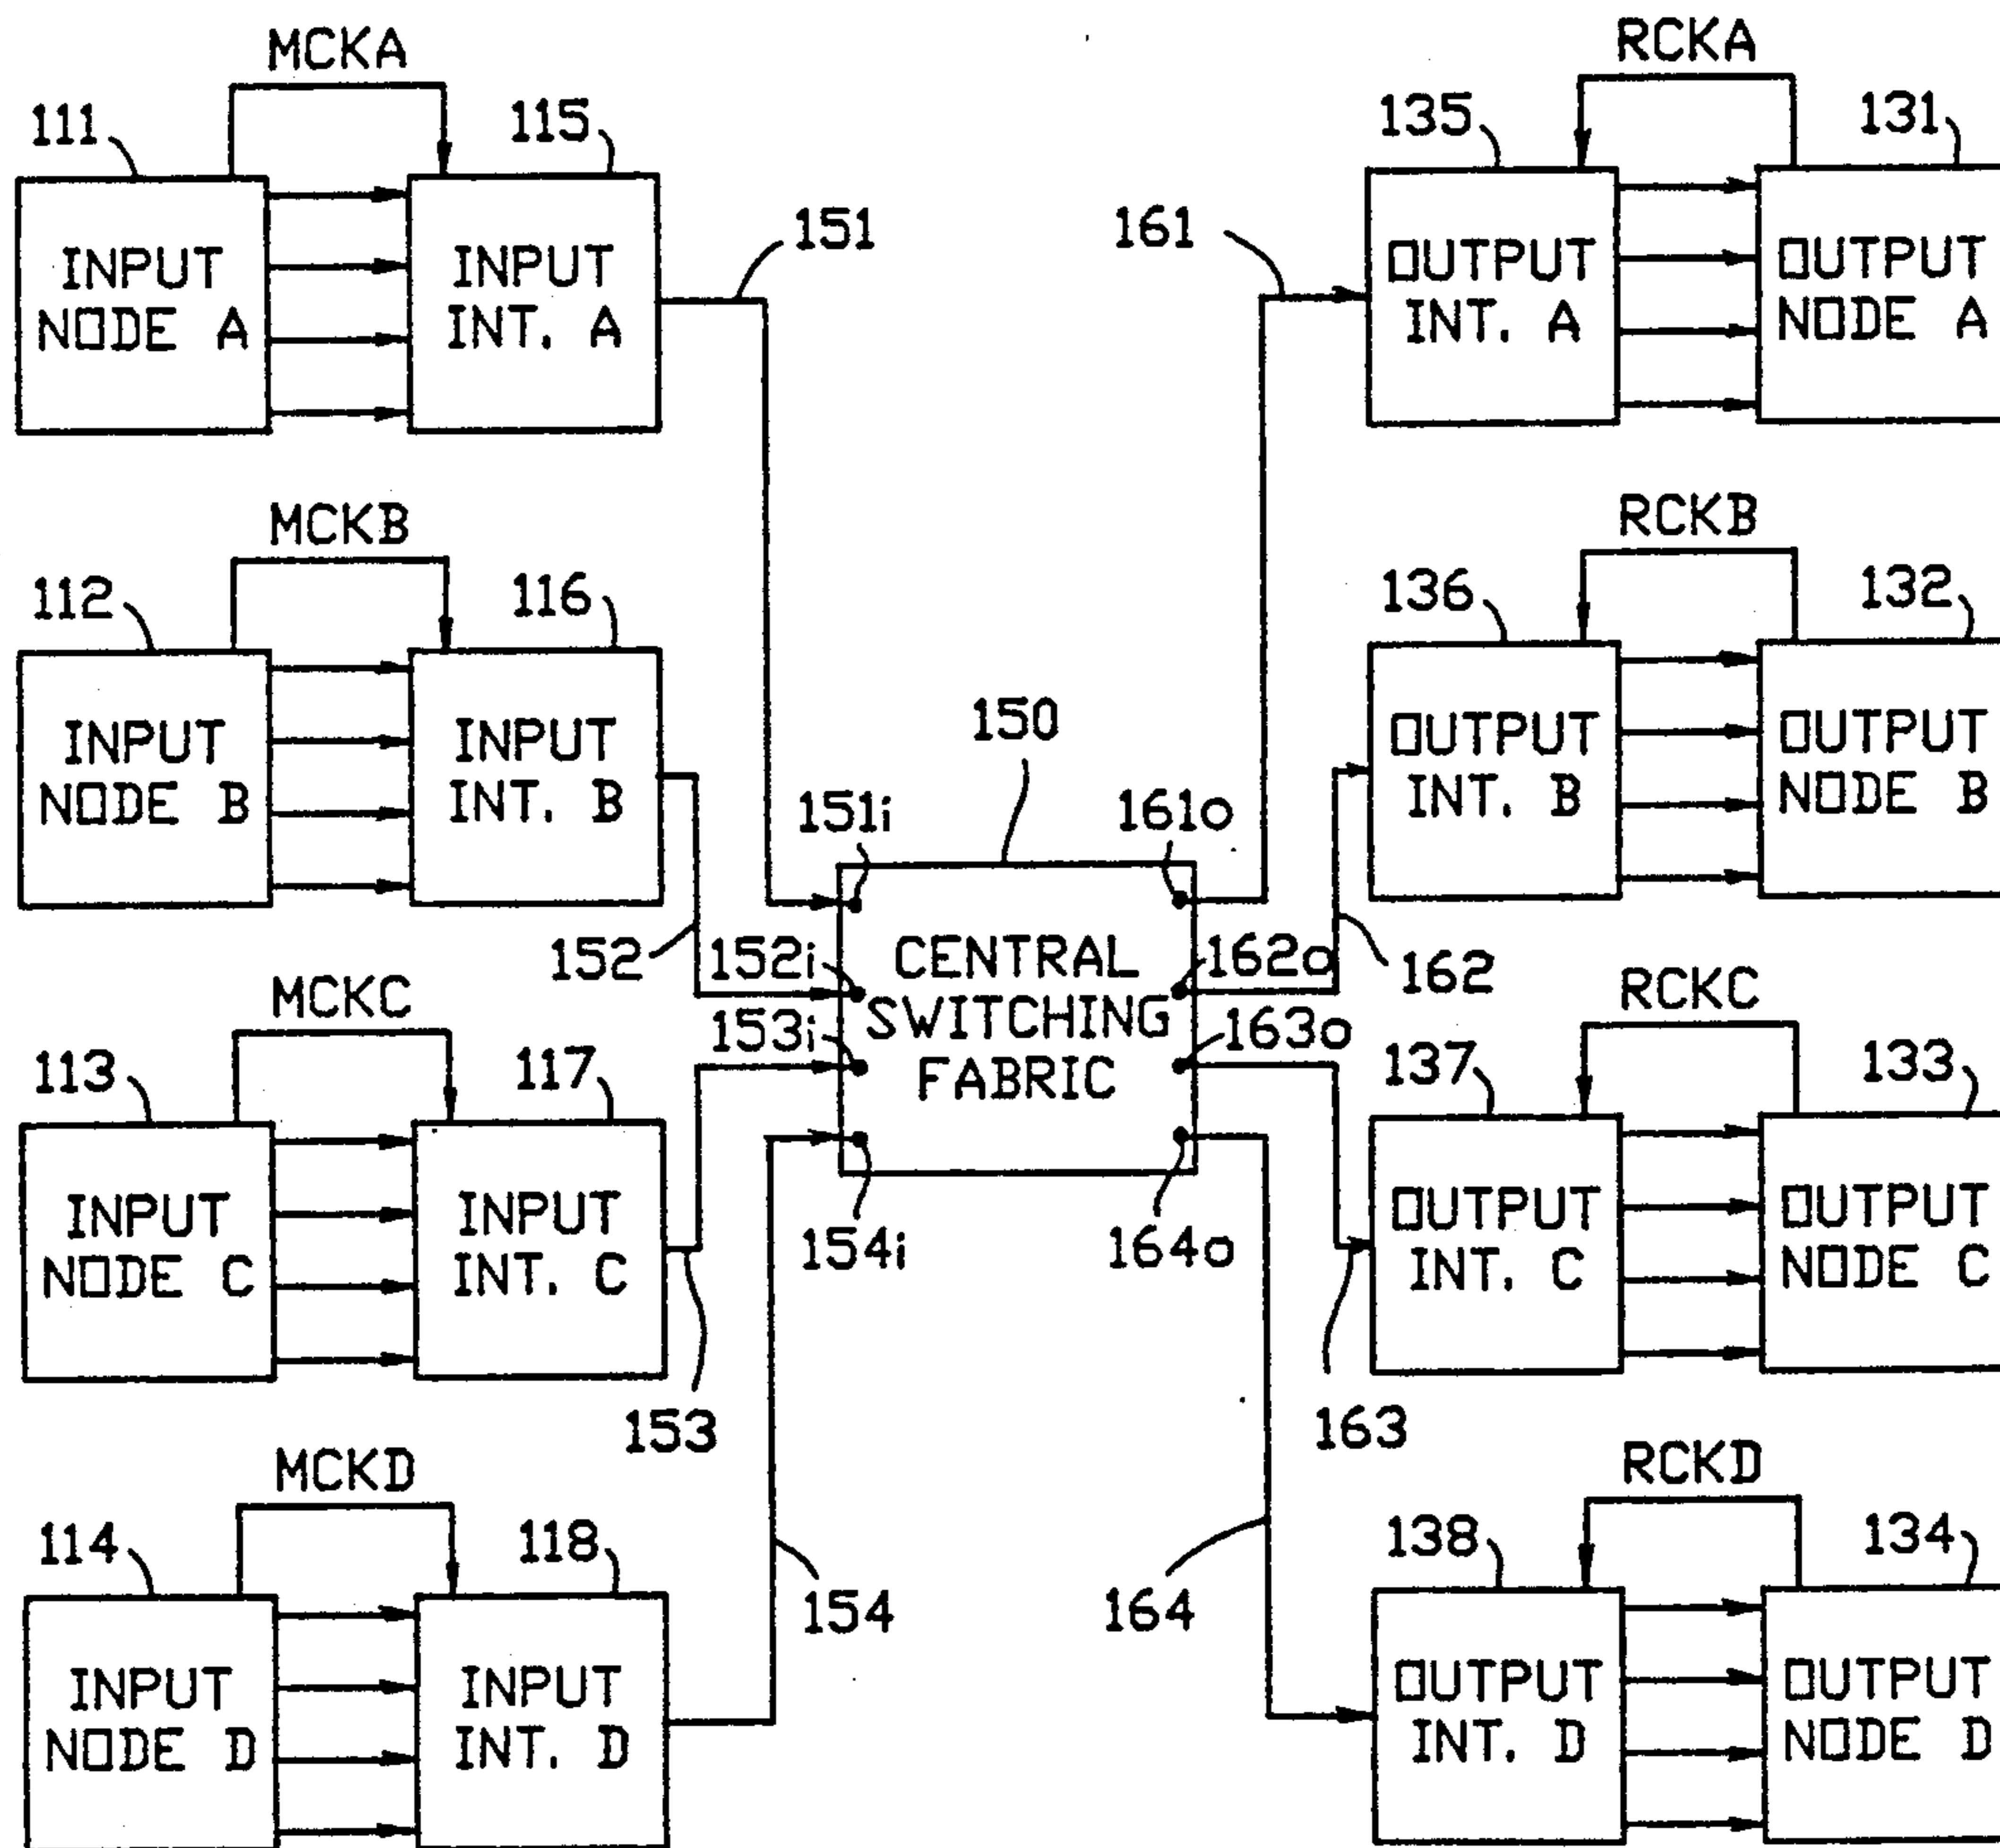 MCKA
RCKA
111
115
135
131
INPUT
NODE A
INPUT
INT. A
151
161
OUTPUT
INT. A
OUTPUT
NODE A
MCKB
RCKB
112
116
136
132
INPUT
NODE B
INPUT
INT. B
150
OUTPUT
INT. B
OUTPUT
NODE B
151i
161o
152
152i
CENTRAL
SWITCHING
FABRIC
162o
162
153i
163o
MCKC
RCKC
113
117
137
133
INPUT
NODE C
INPUT
INT. C
154i
164o
OUTPUT
INT. C
OUTPUT
NODE C
153
163
MCKD
RCKD
114
118
138
134
154
164
INPUT
NODE D
INPUT
INT. D
OUTPUT
INT. D
OUTPUT
NODE D